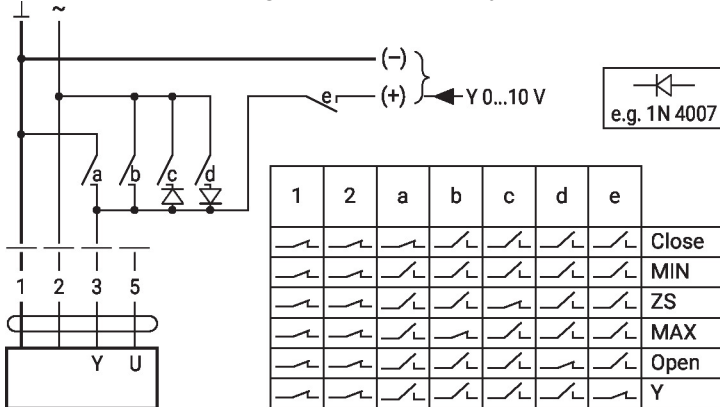 ⊥ ~
(–)
e (+) Y 0...10 V
e.g. 1N 4007
a b c d
1 2 a b c d e
Close
MIN
1 2 3 5
ZS
MAX
Y U
Open
Y